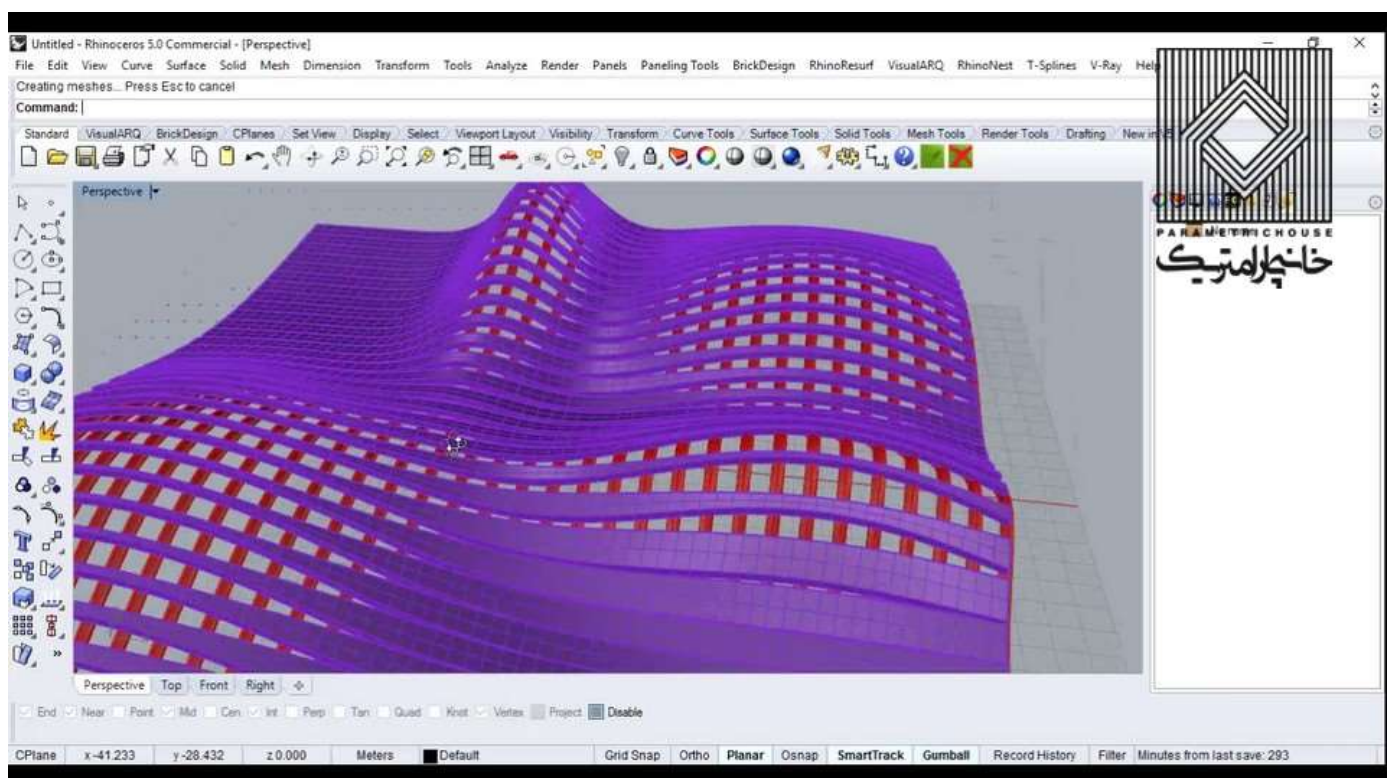 Untitled - Rhinoceros 5.0 Commercial - [Perspective]
File Edit View Curve Surface Solid Mesh Dimension Transform Tools Analyze Render Panels Paneling Tools BrickDesign RhinoResurf VisualARQ RhinoNest T-Splines V-Ray Help
Creating meshes... Press Esc to cancel
Command:
Standard VisualARQ BrickDesign CPlanes Set View Display Select Viewport Layout Visibility Transform Curve Tools Surface Tools Solid Tools Mesh Tools Render Tools Drafting New in
Perspective
PARAMETRICHOUSE
خانه پارامتریک
Perspective Top Front Right
End Near Point Mid Cen Int Perp Tan Quad Knot Vertex Project Disable
CPlane x -41.233 y -28.432 z 0.000 Meters Default Grid Snap Ortho Planar Osnap SmartTrack Gumball Record History Filter Minutes from last save: 293